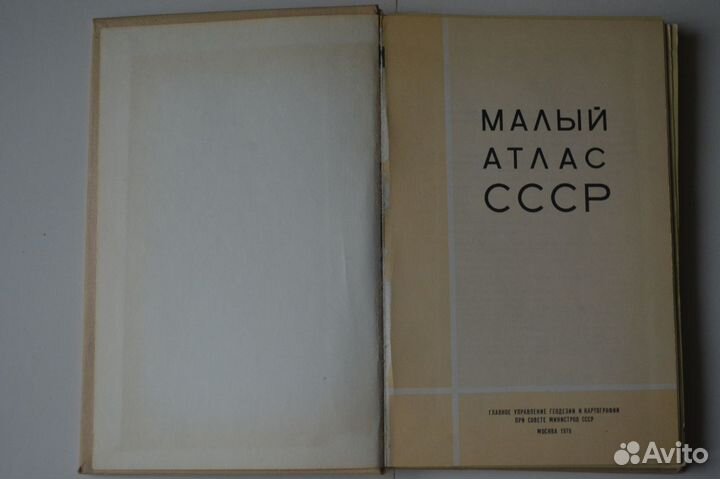 МАЛЫЙ
АТЛАС
СССР
ГЛАВНОЕ УПРАВЛЕНИЕ ГЕОДЕЗИИ И КАРТОГРАФИИ
ПРИ СОВЕТЕ МИНИСТРОВ СССР
МОСКВА 1976
Avito